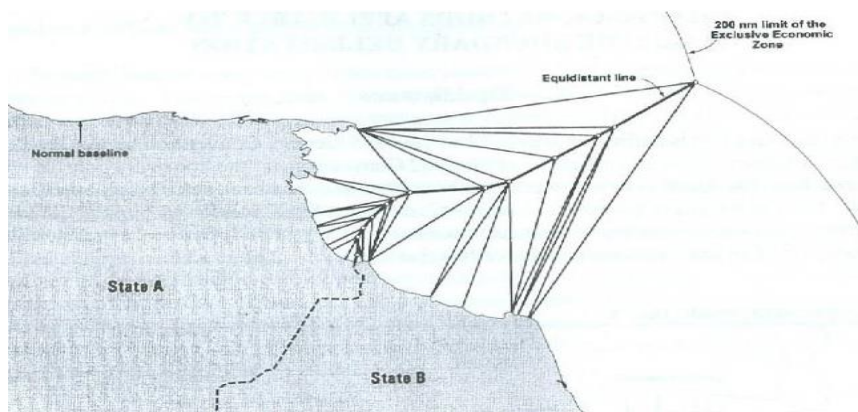 200 nm limit of the
Exclusive Economic
Zone
Equidistant line
Normal baseline
State A
State B